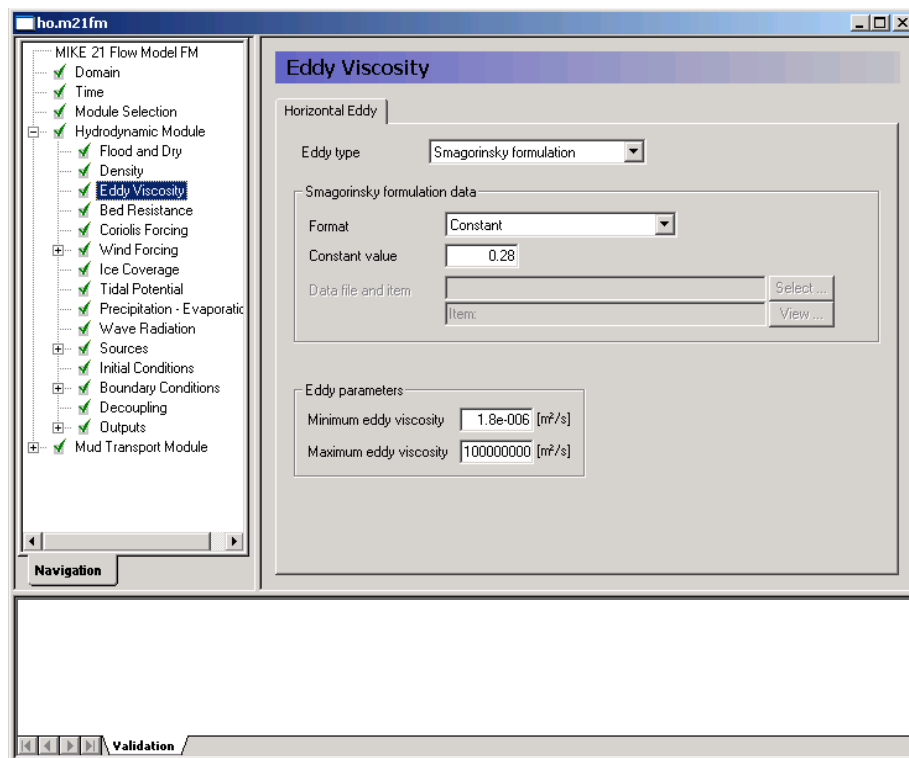 ho.m21fm
MIKE 21 Flow Model FM
Domain
Time
Module Selection
Hydrodynamic Module
Flood and Dry
Density
Eddy Viscosity
Bed Resistance
Coriolis Forcing
Wind Forcing
Ice Coverage
Tidal Potential
Precipitation - Evaporatic
Wave Radiation
Sources
Initial Conditions
Boundary Conditions
Decoupling
Outputs
Mud Transport Module
Navigation
Eddy Viscosity
Horizontal Eddy
Eddy type Smagorinsky formulation
Smagorinsky formulation data
Format Constant
Constant value 0.28
Data file and item Select ...
Item: View ...
Eddy parameters
Minimum eddy viscosity 1.8e-006 [m²/s]
Maximum eddy viscosity 100000000 [m²/s]
Validation